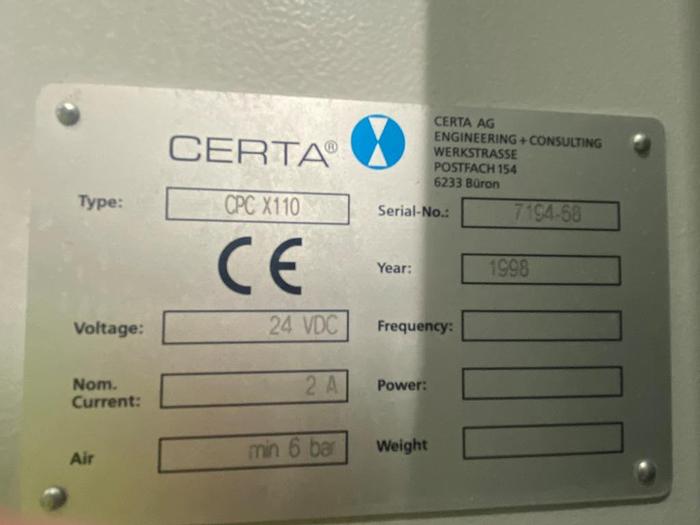 CERTA®
CERTA AG
ENGINEERING + CONSULTING
WERKSTRASSE
POSTFACH 154
6233 Büron
Type: CPC X110
Serial-No.: 7194-68
CE
Year: 1998
Voltage: 24 VDC
Frequency:
Nom. Current: 2 A
Power:
Air min 6 bar
Weight